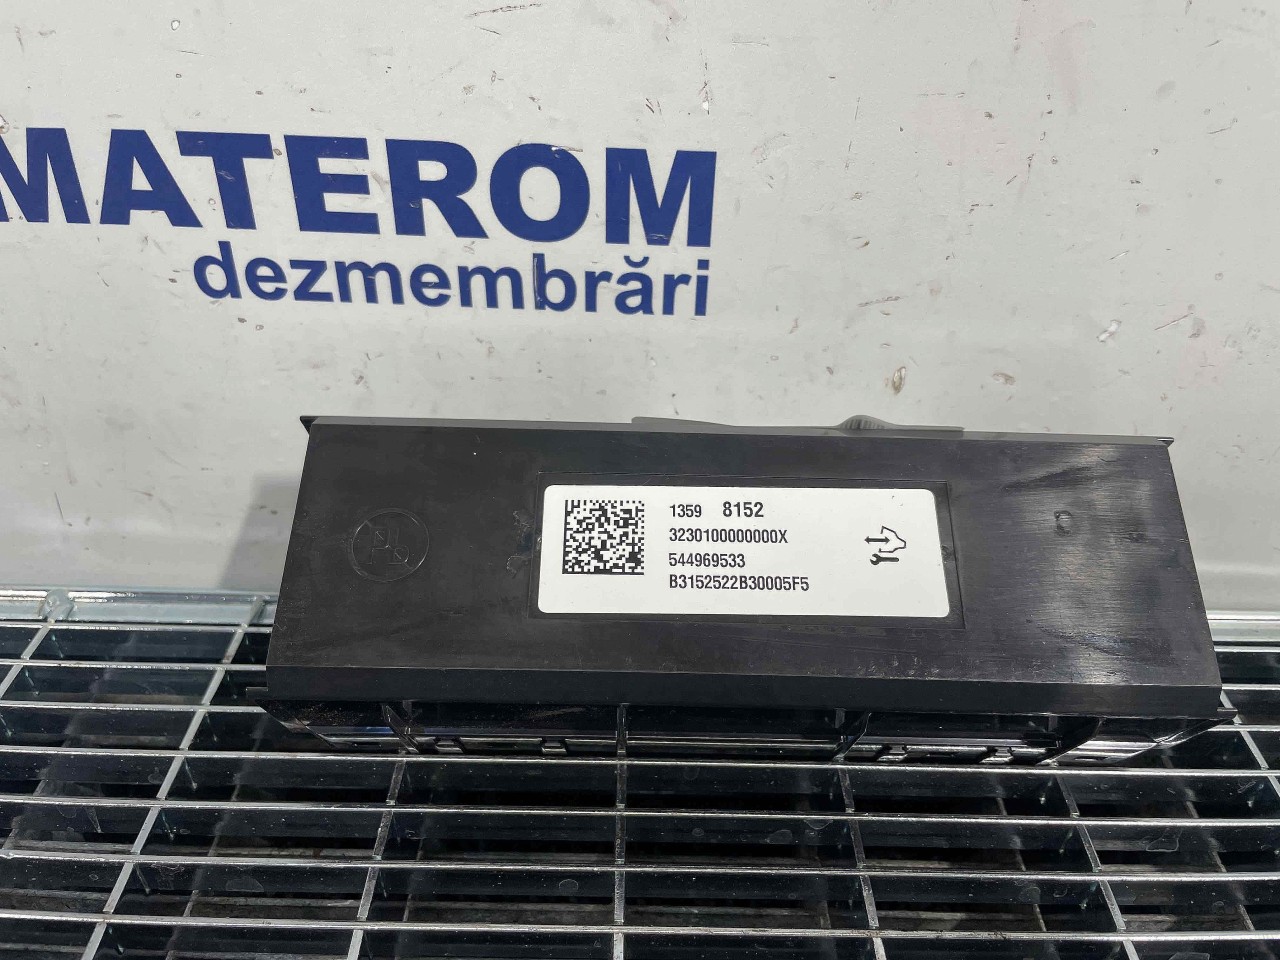 MATEROM
dezmembrări
1359 8152
3230100000000X
544969533
B3152522B30005F5